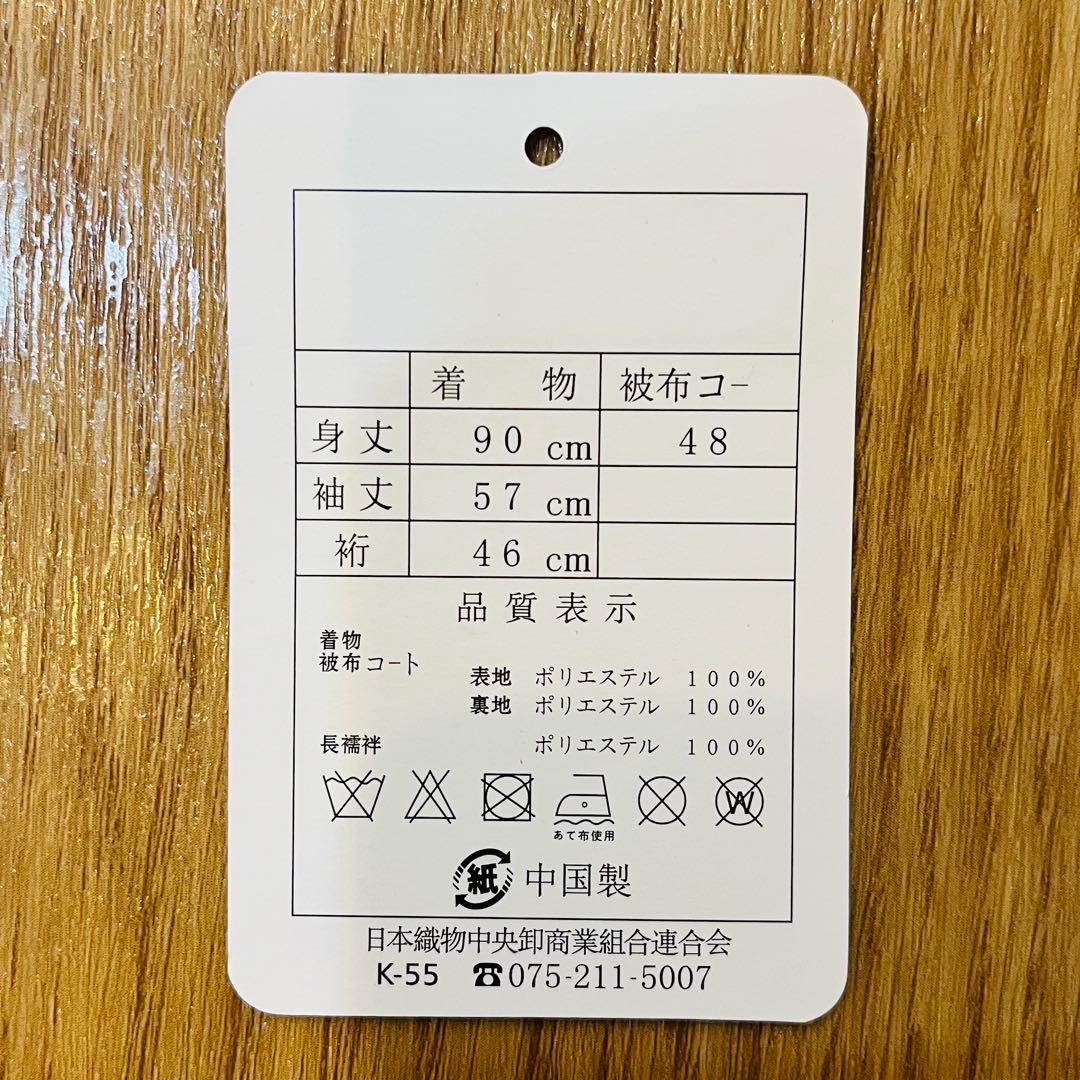 着　物　被布コー
身丈　90 cm　48
袖丈　57 cm
裄　46 cm
品質表示
着物
被布コート
表地　ポリエステル　100%
裏地　ポリエステル　100%
長襦袢　ポリエステル　100%
W
あて布使用
紙 中国製
日本織物中央卸商業組合連合会
K-55　☎075-211-5007